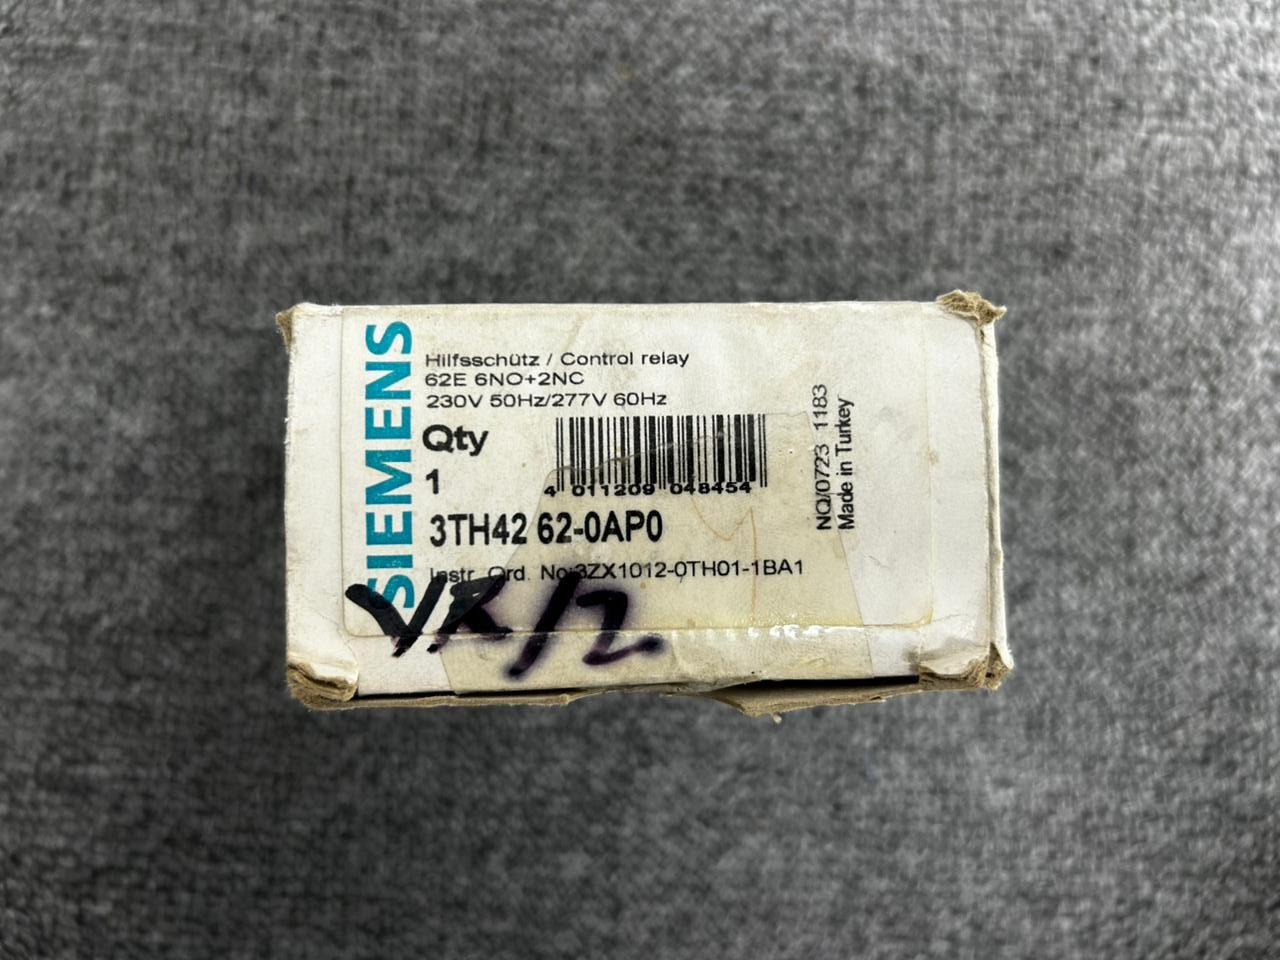 SIEMENS
Hilfsschütz / Control relay
62E 6NO+2NC
230V 50Hz/277V 60Hz
Qty
1
4 011209 048454
3TH42 62-0AP0
Instr. Ord. No:3ZX1012-0TH01-1BA1
NQ/0723 1183
Made in Turkey